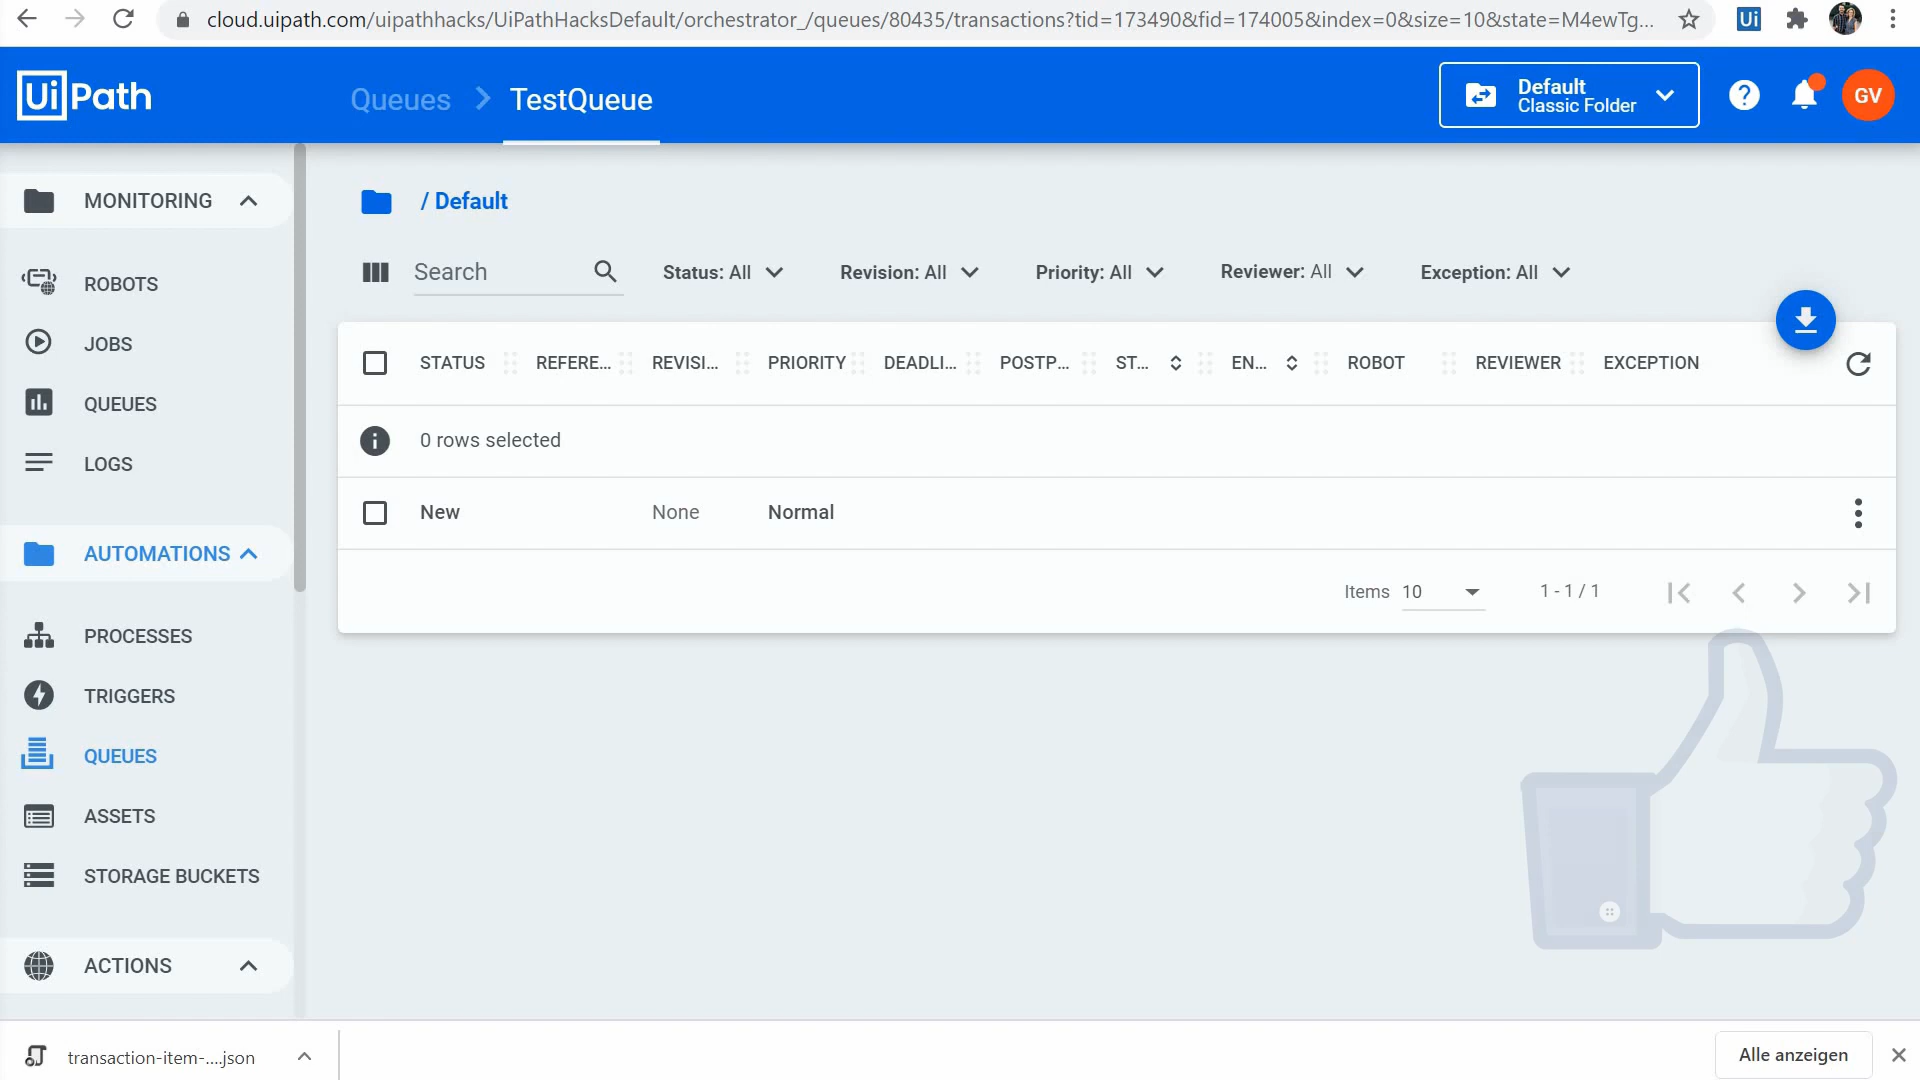 cloud.uipath.com/uipathhacks/UiPathHacksDefault/orchestrator_/queues/80435/transactions?tid=173490&fid=174005&index=0&size=10&state=M4ewTg...
Ui
UiPath
Queues
TestQueue
Default
Classic Folder
?
GV
MONITORING
ROBOTS
JOBS
QUEUES
LOGS
AUTOMATIONS
PROCESSES
TRIGGERS
QUEUES
ASSETS
STORAGE BUCKETS
ACTIONS
/ Default
Search
Status: All
Revision: All
Priority: All
Reviewer: All
Exception: All
STATUS REFERE... REVISI... PRIORITY DEADLI... POSTP... ST... EN... ROBOT REVIEWER EXCEPTION
0 rows selected
New None Normal
Items 10 1 - 1 / 1
transaction-item-....json
Alle anzeigen